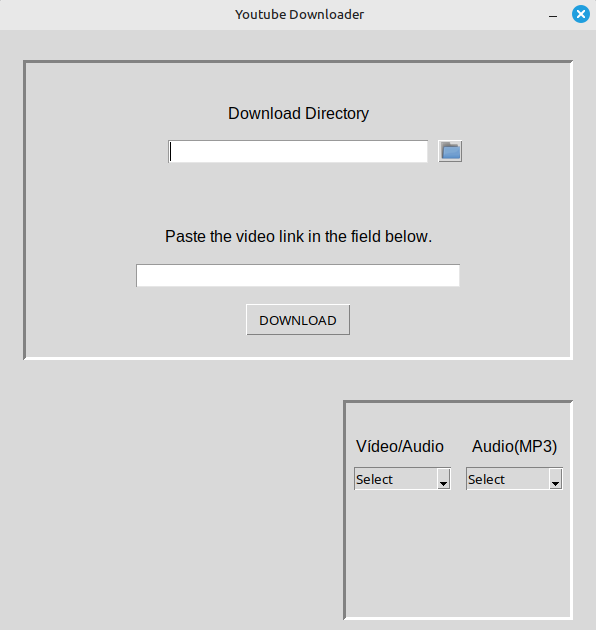 Youtube Downloader
Download Directory
Paste the video link in the field below.
DOWNLOAD
Vídeo/Audio Audio(MP3)
Select Select